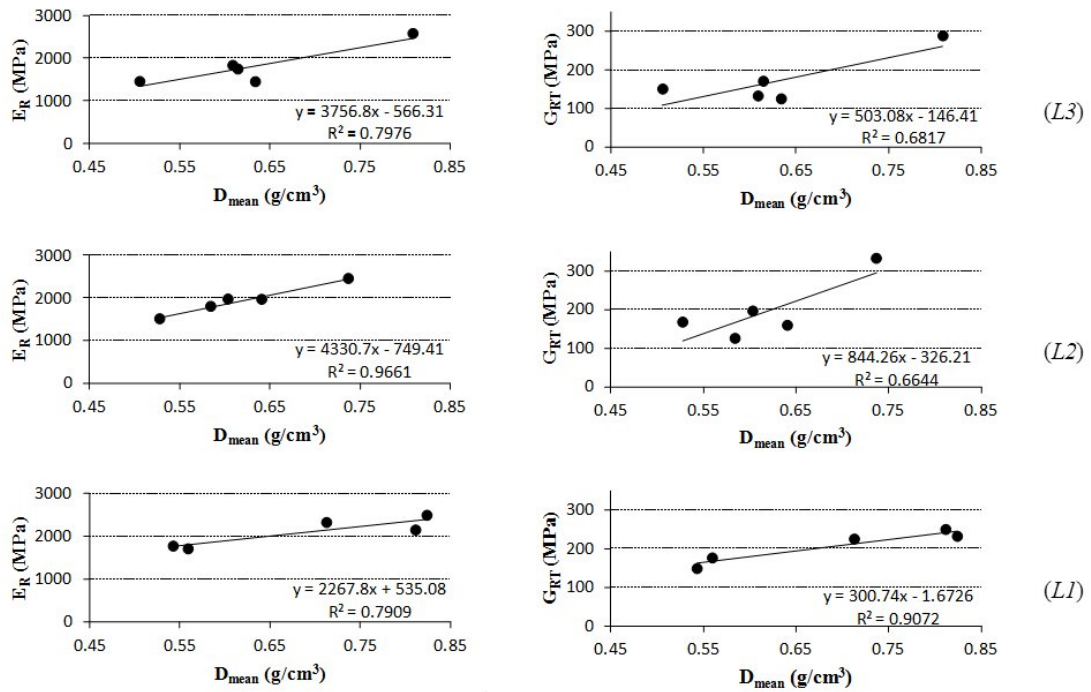 3000
2000
1000
0
E_R (MPa)
y = 3756.8x - 566.31
R² = 0.7976
0.45 0.55 0.65 0.75 0.85
D_mean (g/cm³)
300
200
100
0
G_RT (MPa)
y = 503.08x - 146.41
R² = 0.6817
0.45 0.55 0.65 0.75 0.85
D_mean (g/cm³)
(L3)
3000
2000
1000
0
E_R (MPa)
y = 4330.7x - 749.41
R² = 0.9661
0.45 0.55 0.65 0.75 0.85
D_mean (g/cm³)
300
200
100
0
G_RT (MPa)
y = 844.26x - 326.21
R² = 0.6644
0.45 0.55 0.65 0.75 0.85
D_mean (g/cm³)
(L2)
3000
2000
1000
0
E_R (MPa)
y = 2267.8x + 535.08
R² = 0.7909
0.45 0.55 0.65 0.75 0.85
D_mean (g/cm³)
300
200
100
0
G_RT (MPa)
y = 300.74x - 1.6726
R² = 0.9072
0.45 0.55 0.65 0.75 0.85
D_mean (g/cm³)
(L1)